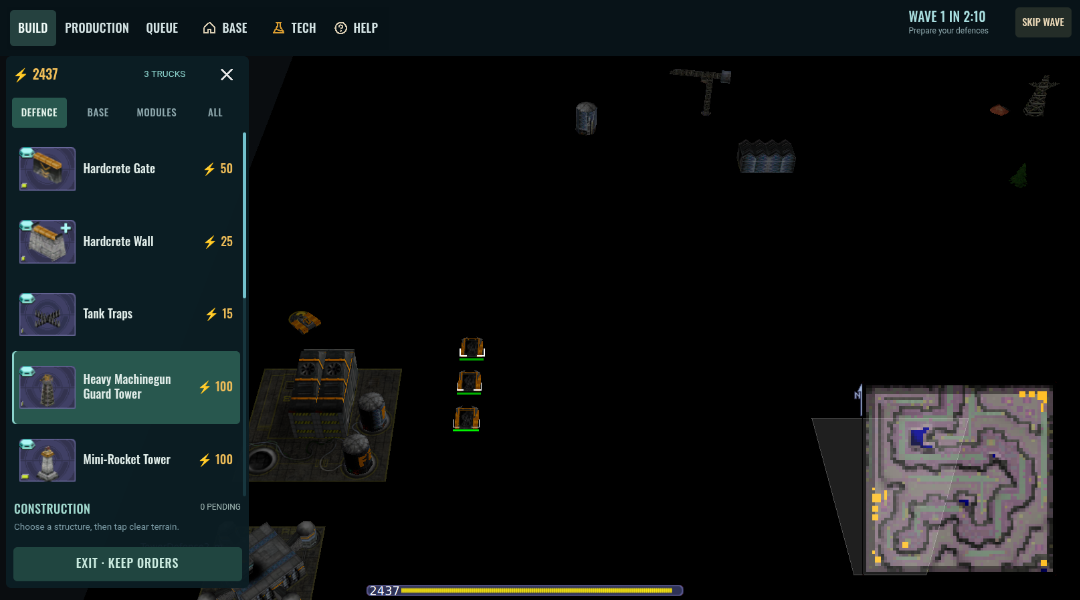 BUILD
PRODUCTION
QUEUE
BASE
TECH
HELP
WAVE 1 IN 2:10
Prepare your defences
SKIP WAVE
2437
3 TRUCKS
DEFENCE
BASE
MODULES
ALL
Hardcrete Gate
50
Hardcrete Wall
25
Tank Traps
15
Heavy Machinegun
Guard Tower
100
Mini-Rocket Tower
100
CONSTRUCTION
0 PENDING
Choose a structure, then tap clear terrain.
EXIT · KEEP ORDERS
N
2437